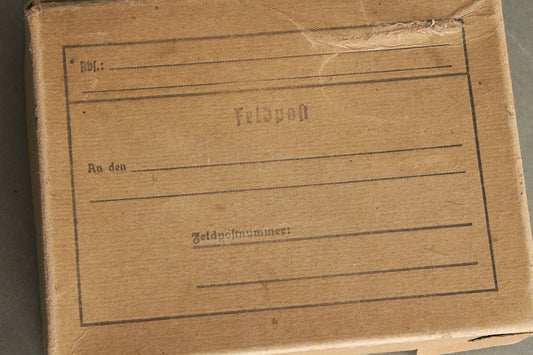 Abſ.:
Feldpoſt
An den
Feldpoſtnummer: